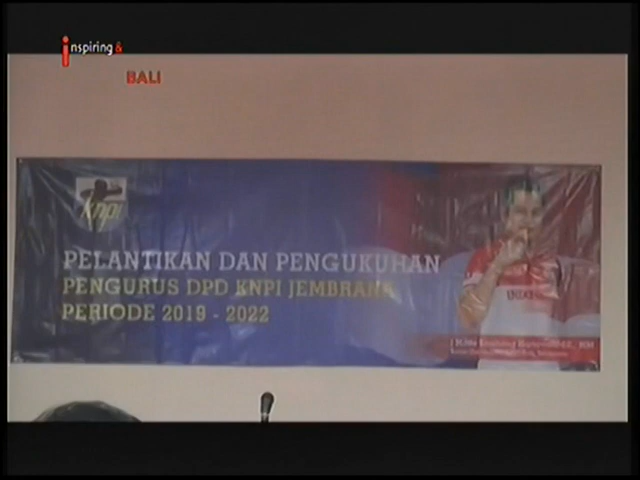 inspiring &
BALI
knpi
PELANTIKAN DAN PENGUKUHAN
PENGURUS DPD KNPI JEMBRANA
PERIODE 2019 - 2022